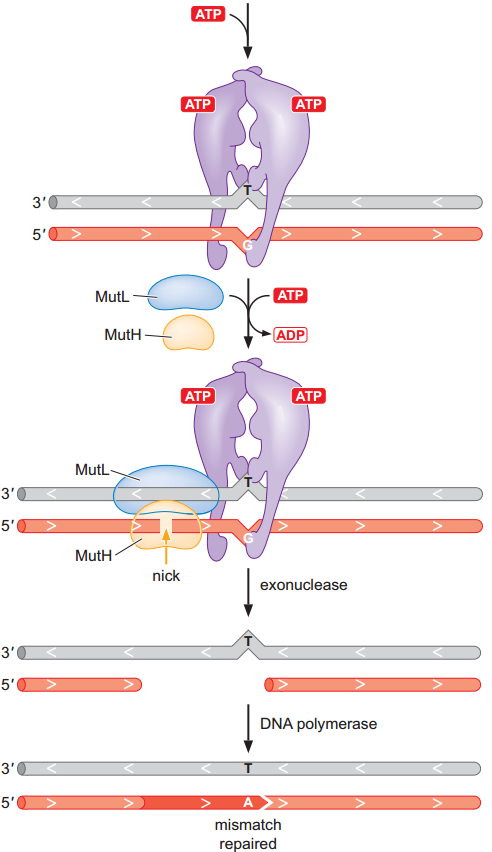 ATP
ATP ATP
3′ T
5′ G
MutL ATP
MutH ADP
ATP ATP
MutL
3′ T
5′ G
MutH
nick
exonuclease
3′ T
5′
DNA polymerase
3′ T
5′ A
mismatch
repaired